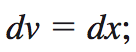 dv = dx;